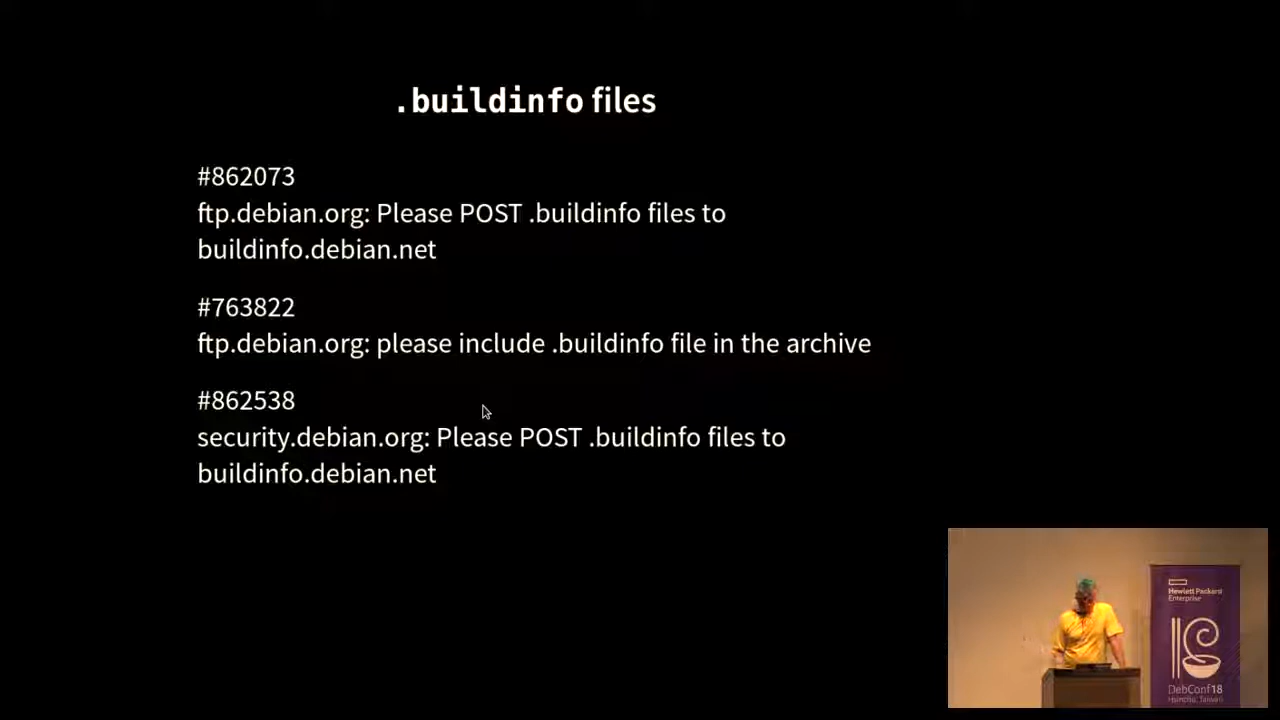 .buildinfo files
#862073
ftp.debian.org: Please POST .buildinfo files to
buildinfo.debian.net
#763822
ftp.debian.org: please include .buildinfo file in the archive
#862538
security.debian.org: Please POST .buildinfo files to
buildinfo.debian.net
Hewlett Packard
Enterprise
DebConf18
Hsinchu, Taiwan